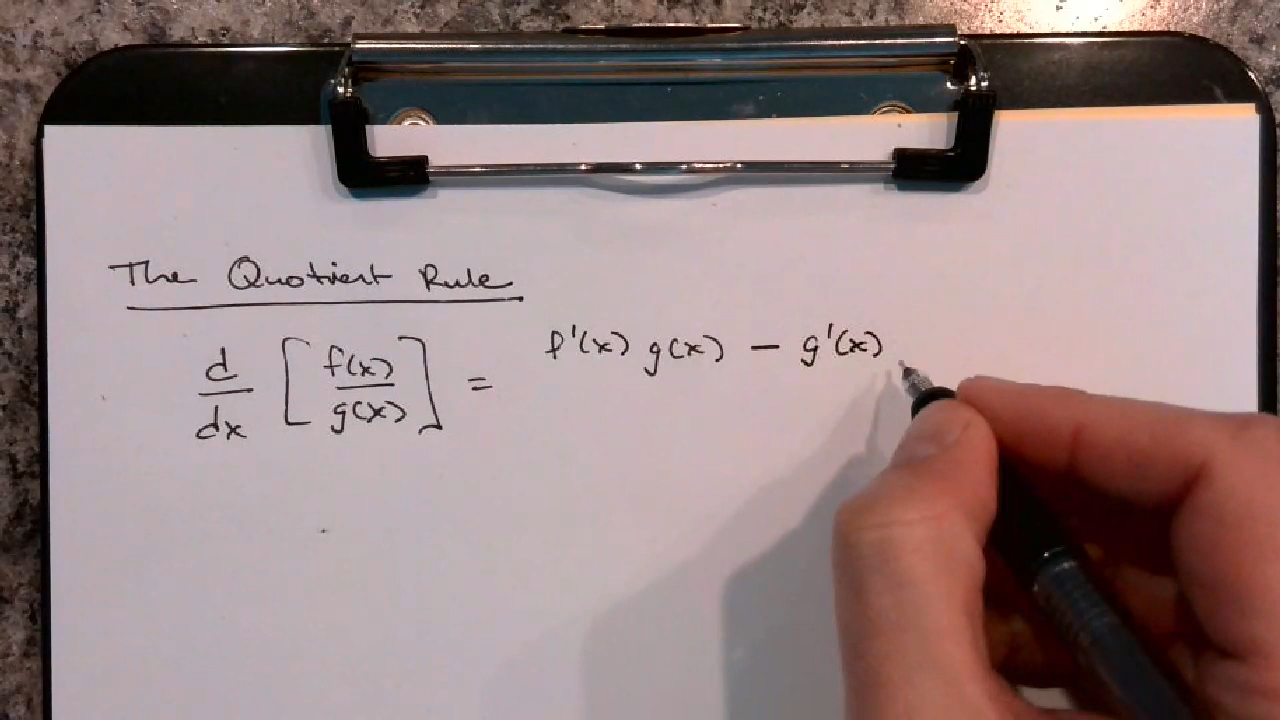 The Quotient Rule
d/dx [f(x)/g(x)] = f'(x) g(x) - g'(x)